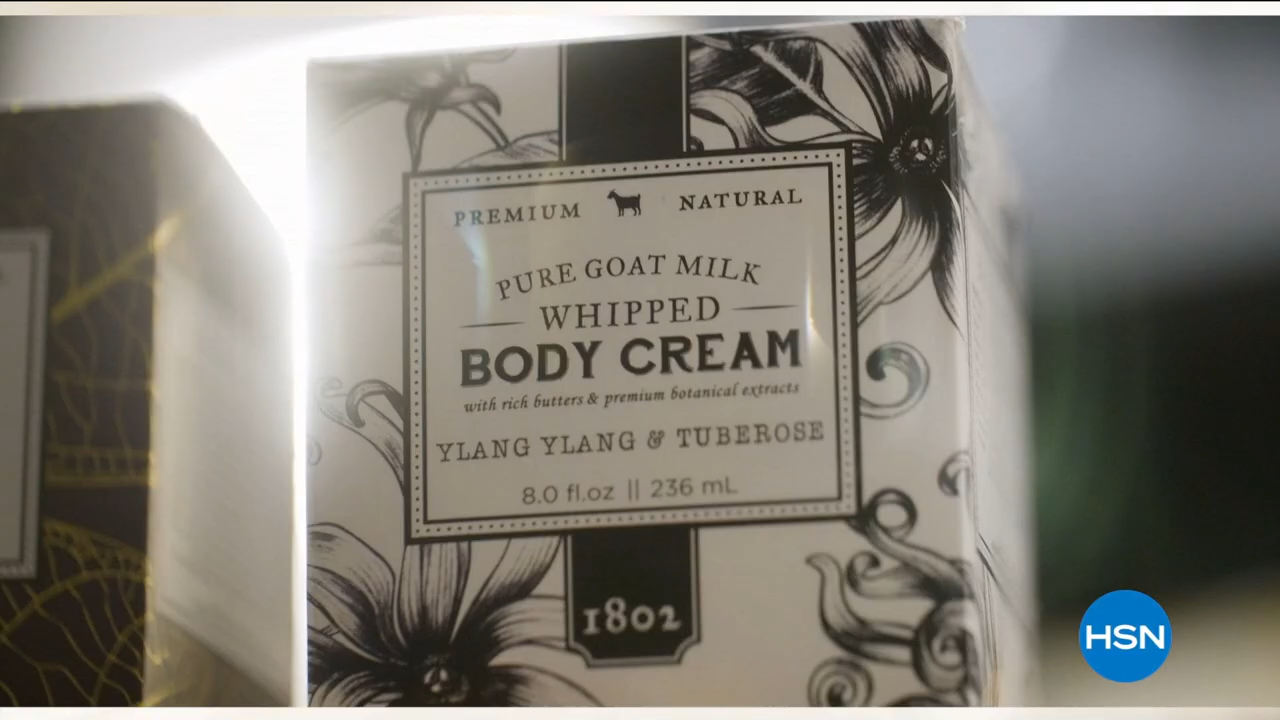 PREMIUM NATURAL
PURE GOAT MILK
WHIPPED
BODY CREAM
with rich butters & premium botanical extracts
YLANG YLANG & TUBEROSE
8.0 fl.oz || 236 mL
1802
HSN